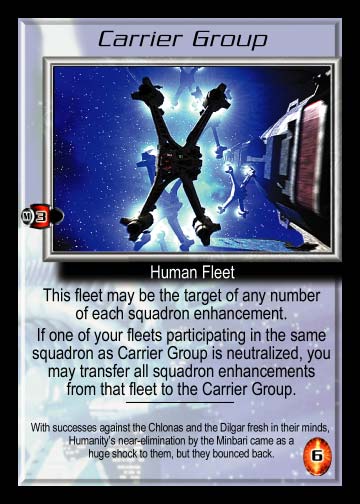 Carrier Group
M 3
Human Fleet
This fleet may be the target of any number
of each squadron enhancement.
If one of your fleets participating in the same
squadron as Carrier Group is neutralized, you
may transfer all squadron enhancements
from that fleet to the Carrier Group.
With successes against the Chlonas and the Dilgar fresh in their minds,
Humanity's near-elimination by the Minbari came as a
huge shock to them, but they bounced back.
6